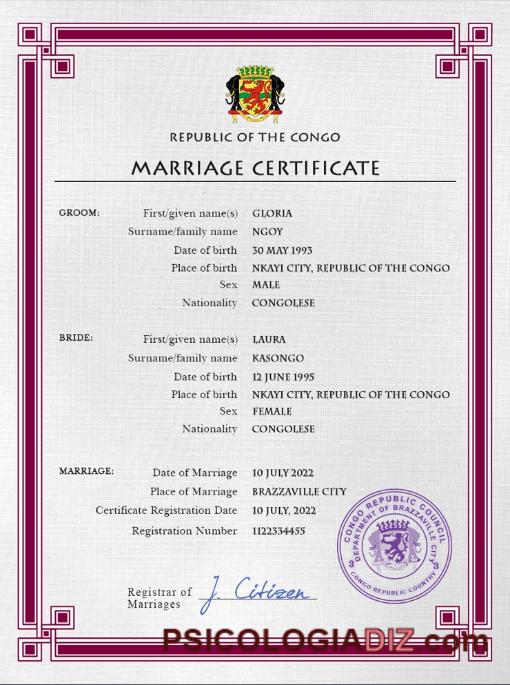 REPUBLIC OF THE CONGO
MARRIAGE CERTIFICATE
GROOM: First/given name(s) GLORIA
Surname/family name NGOY
Date of birth 30 MAY 1993
Place of birth NKAYI CITY, REPUBLIC OF THE CONGO
Sex MALE
Nationality CONGOLESE
BRIDE: First/given name(s) LAURA
Surname/family name KASONGO
Date of birth 12 JUNE 1995
Place of birth NKAYI CITY, REPUBLIC OF THE CONGO
Sex FEMALE
Nationality CONGOLESE
MARRIAGE: Date of Marriage 10 JULY 2022
Place of Marriage BRAZZAVILLE CITY
Certificate Registration Date 10 JULY, 2022
Registration Number 1122334455
CONGO REPUBLIC COUNCIL
DEPARTMENT OF BRAZZAVILLE CITY
CONGO REPUBLIC COUNTRY
Registrar of Marriages J. Citizen
PSICOLOGIADIZ.com